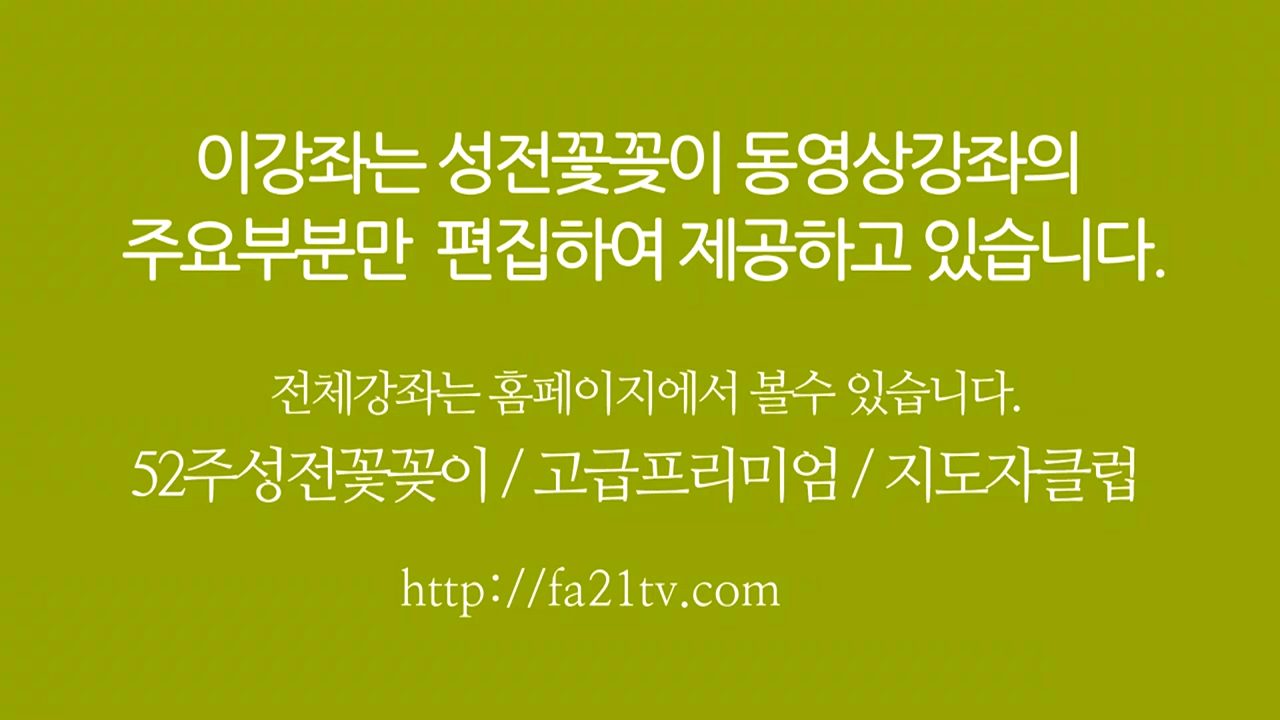 이강좌는 성전꽃꽂이 동영상강좌의
주요부분만 편집하여 제공하고 있습니다.
전체강좌는 홈페이지에서 볼수 있습니다.
52주성전꽃꽂이 / 고급프리미엄 / 지도자클럽
http://fa21tv.com